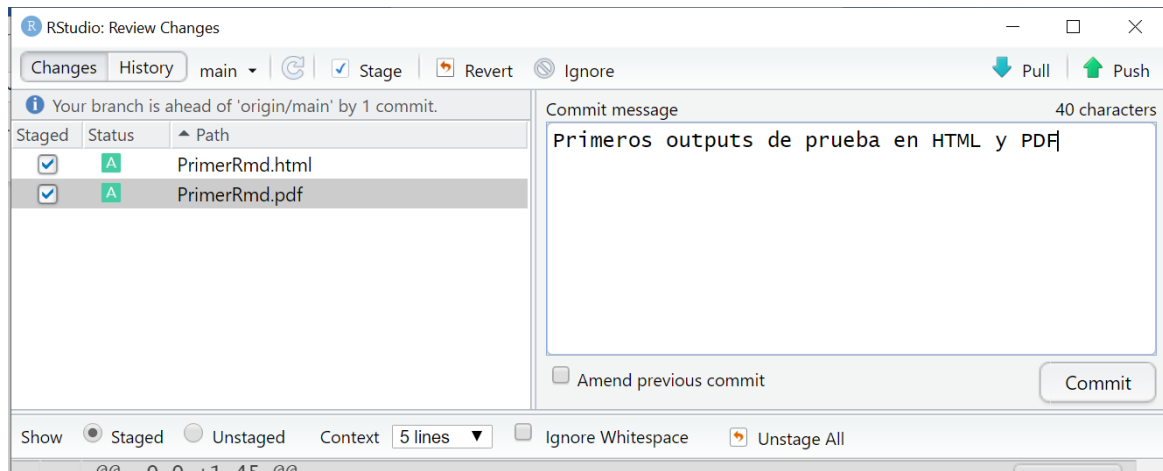 R RStudio: Review Changes
Changes History main Stage Revert Ignore Pull Push
Your branch is ahead of 'origin/main' by 1 commit.
Commit message 40 characters
Staged Status Path
Primeros outputs de prueba en HTML y PDF
A PrimerRmd.html
A PrimerRmd.pdf
Amend previous commit
Commit
Show Staged Unstaged Context 5 lines Ignore Whitespace Unstage All